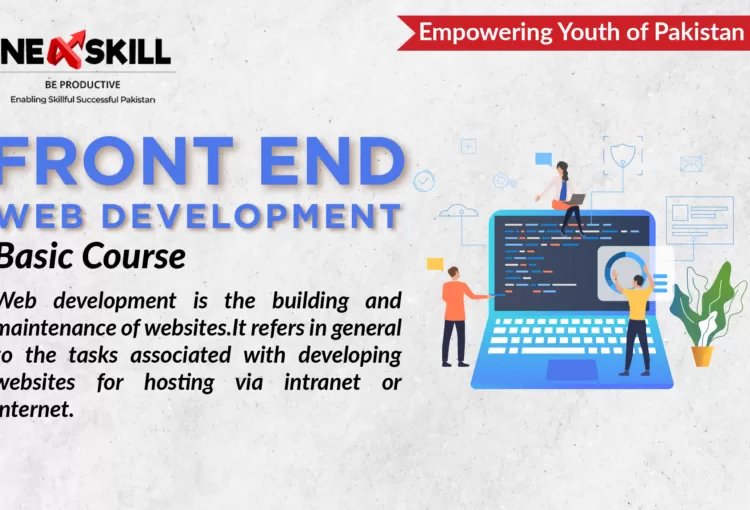 NEXSKILL
Empowering Youth of Pakistan
BE PRODUCTIVE
Enabling Skillful Successful Pakistan
FRONT END
WEB DEVELOPMENT
Basic Course
Web development is the building and
maintenance of websites.It refers in general
to the tasks associated with developing
websites for hosting via intranet or
internet.